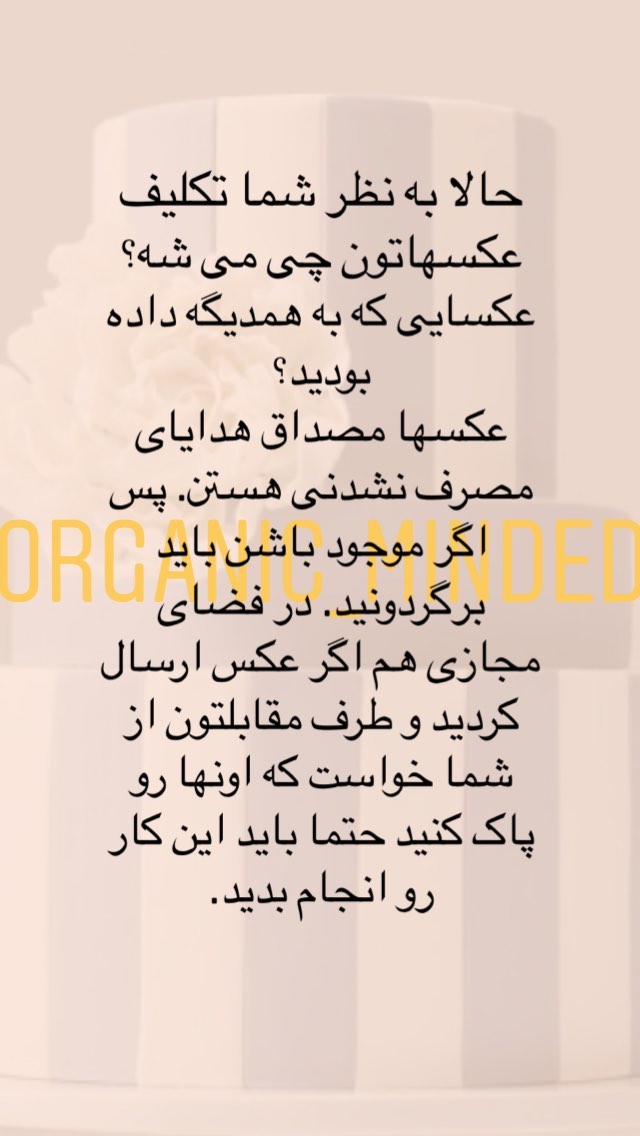 حالا به نظر شما تکلیف
عکسهاتون چی می شه؟
عکسایی که به همدیگه داده
بودید؟
عکسها مصداق هدایای
مصرف نشدنی هستن. پس
اگر موجود باشن باید
ORGANIC_MINDED
برگردونید. در فضای
مجازی هم اگر عکس ارسال
کردید و طرف مقابلتون از
شما خواست که اونها رو
پاک کنید حتما باید این کار
رو انجام بدید.